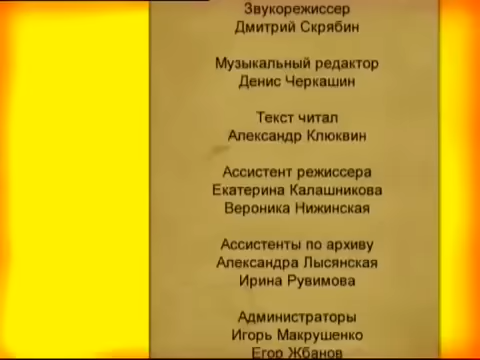 Звукорежиссер
Дмитрий Скрябин
Музыкальный редактор
Денис Черкашин
Текст читал
Александр Клюквин
Ассистент режиссера
Екатерина Калашникова
Вероника Нижинская
Ассистенты по архиву
Александра Лысянская
Ирина Рувимова
Администраторы
Игорь Макрушенко
Егор Жбанов